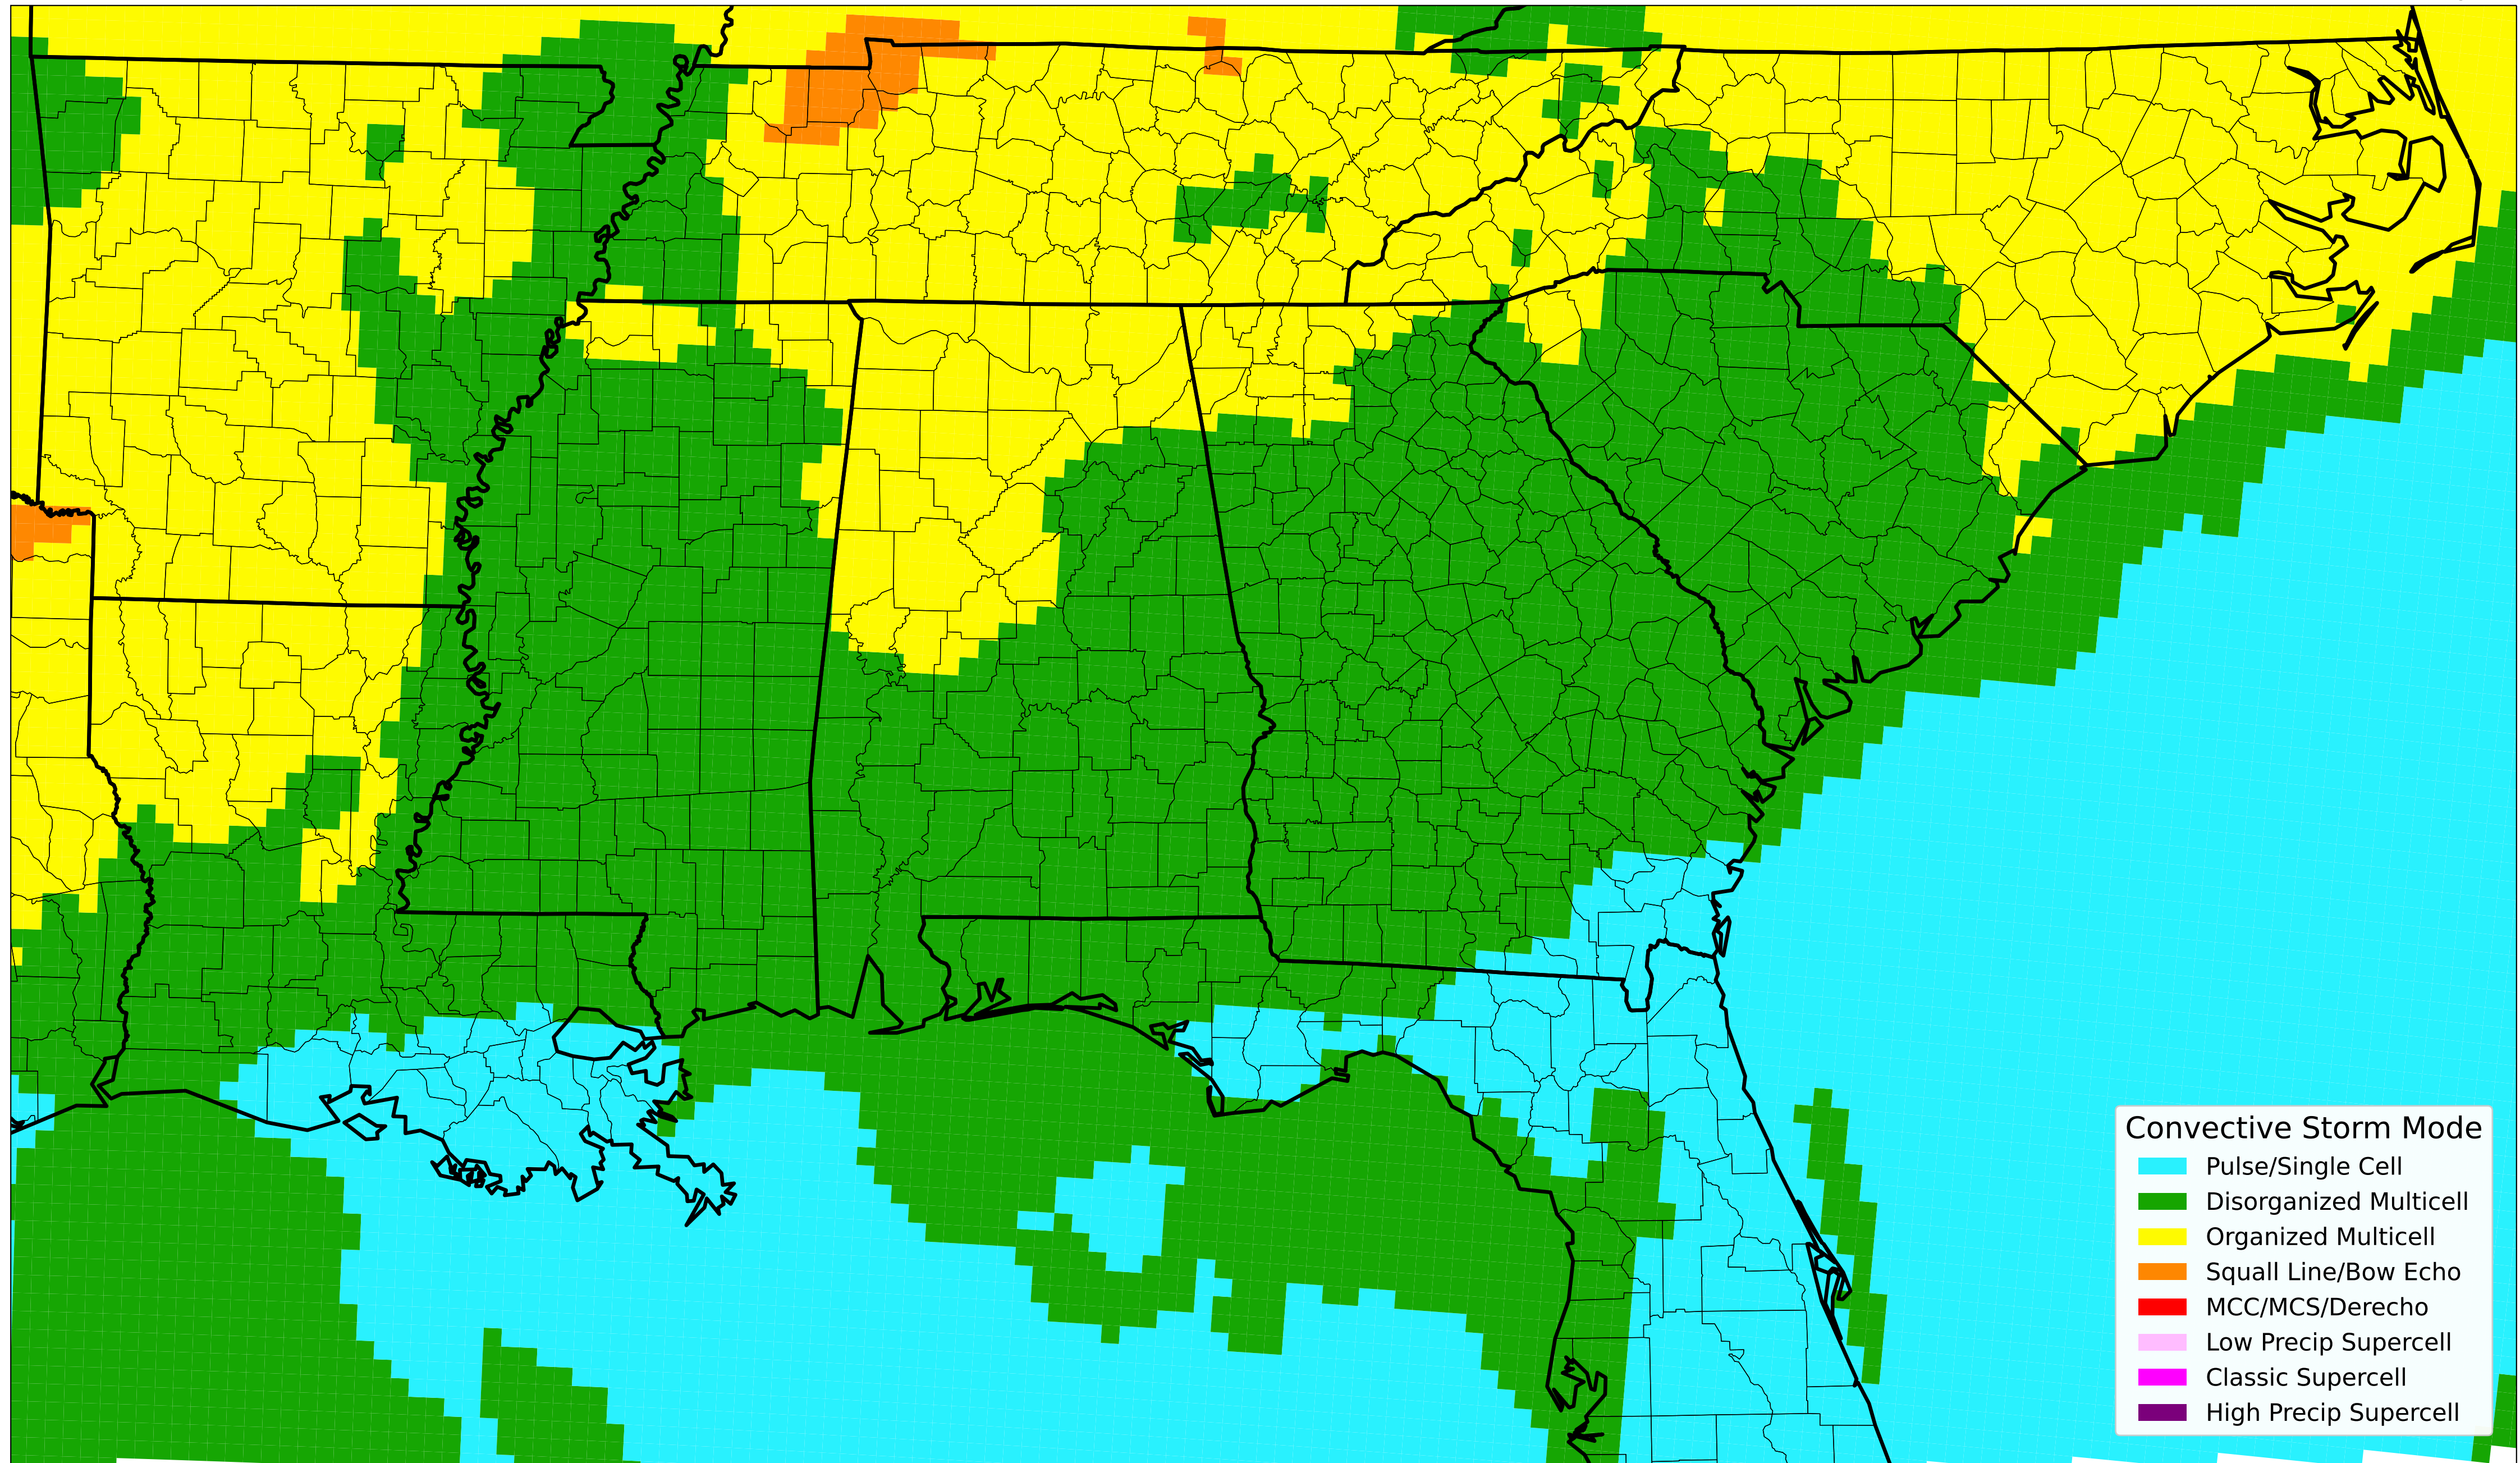 Convective Storm Mode
Pulse/Single Cell
Disorganized Multicell
Organized Multicell
Squall Line/Bow Echo
MCC/MCS/Derecho
Low Precip Supercell
Classic Supercell
High Precip Supercell